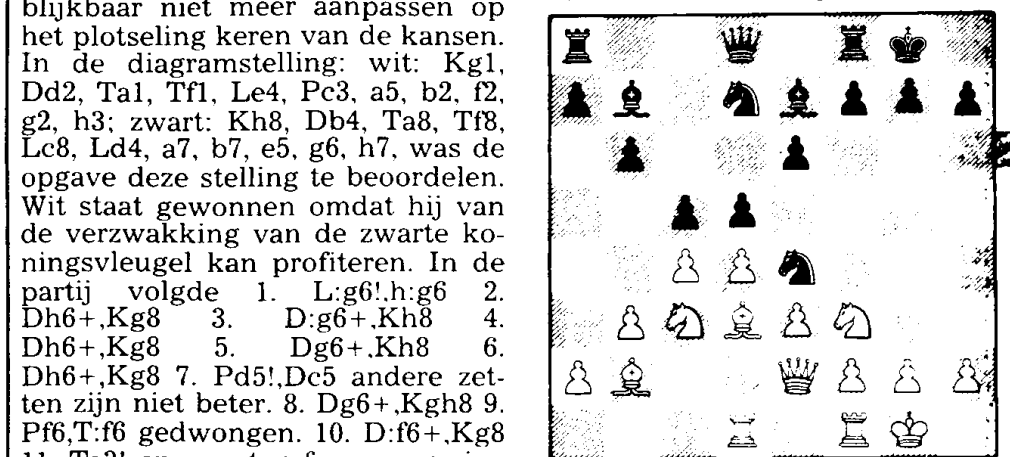 blijkbaar niet meer aanpassen op
het plotseling keren van de kansen.
In de diagramstelling: wit: Kg1,
Dd2, Ta1, Tf1, Le4, Pc3, a5, b2, f2,
g2, h3; zwart: Kh8, Db4, Ta8, Tf8,
Lc8, Ld4, a7, b7, e5, g6, h7, was de
opgave deze stelling te beoordelen.
Wit staat gewonnen omdat hij van
de verzwakking van de zwarte ko-
ningsvleugel kan profiteren. In de
partij volgde 1. L:g6!,h:g6 2.
Dh6+,Kg8 3. D:g6+,Kh8 4.
Dh6+,Kg8 5. Dg6+,Kh8 6.
Dh6+,Kg8 7. Pd5!,Dc5 andere zet-
ten zijn niet beter. 8. Dg6+,Kgh8 9.
Pf6,T:f6 gedwongen. 10. D:f6+,Kg8